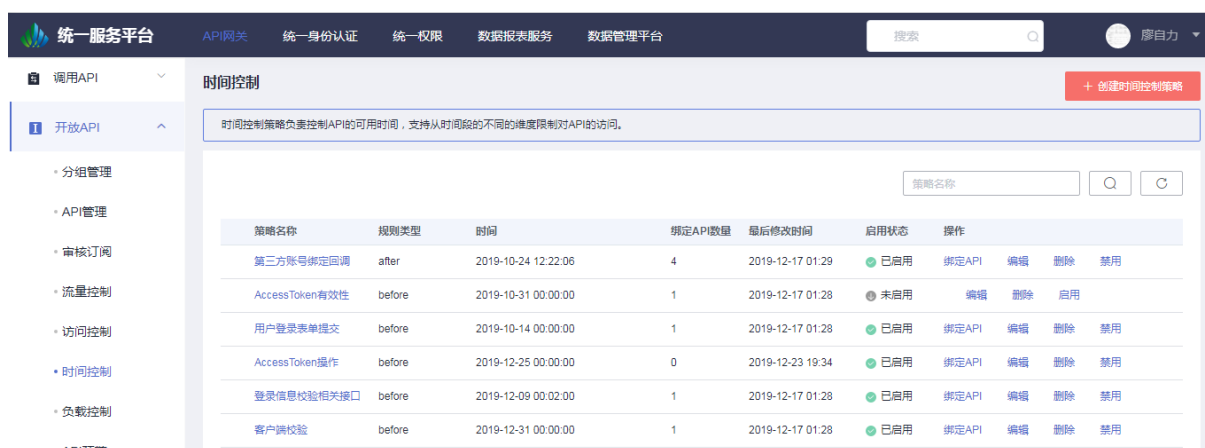 统一服务平台 API网关 统一身份认证 统一权限 数据报表服务 数据管理平台 搜索 廖自力
调用API
开放API
分组管理
API管理
审核订阅
流量控制
访问控制
时间控制
负载控制
时间控制
+ 创建时间控制策略
时间控制策略负责控制API的可用时间，支持从时间段的不同的维度限制对API的访问。
策略名称
策略名称 规则类型 时间 绑定API数量 最后修改时间 启用状态 操作
第三方账号绑定回调 after 2019-10-24 12:22:06 4 2019-12-17 01:29 已启用 绑定API 编辑 删除 禁用
AccessToken有效性 before 2019-10-31 00:00:00 1 2019-12-17 01:28 未启用 编辑 删除 启用
用户登录表单提交 before 2019-10-14 00:00:00 1 2019-12-17 01:28 已启用 绑定API 编辑 删除 禁用
AccessToken操作 before 2019-12-25 00:00:00 0 2019-12-23 19:34 已启用 绑定API 编辑 删除 禁用
登录信息校验相关接口 before 2019-12-09 00:02:00 1 2019-12-17 01:28 已启用 绑定API 编辑 删除 禁用
客户端校验 before 2019-12-31 00:00:00 1 2019-12-17 01:28 已启用 绑定API 编辑 删除 禁用